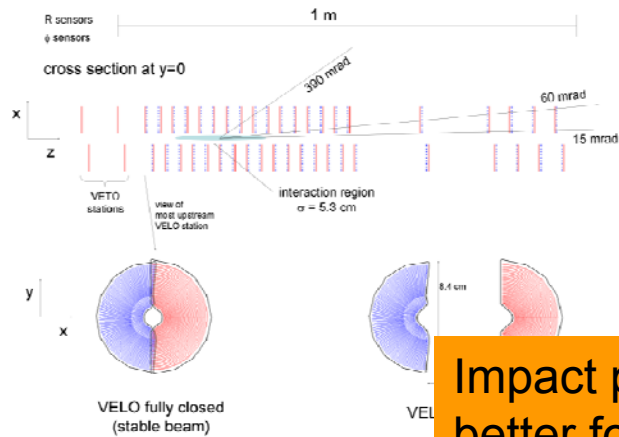 R sensors
ϕ sensors
1 m
cross section at y=0
390 mrad
60 mrad
15 mrad
x
z
VETO
stations
view of
most upstream
VELO station
interaction region
σ = 5.3 cm
y
x
8.4 cm
VELO fully closed
(stable beam)
VEL
Impact p
better fo